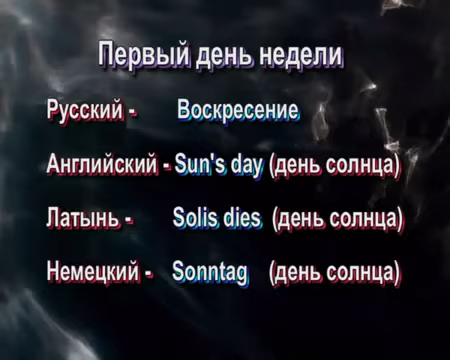 Первый день недели
Русский - Воскресение
Английский - Sun's day (день солнца)
Латынь - Solis dies (день солнца)
Немецкий - Sonntag (день солнца)